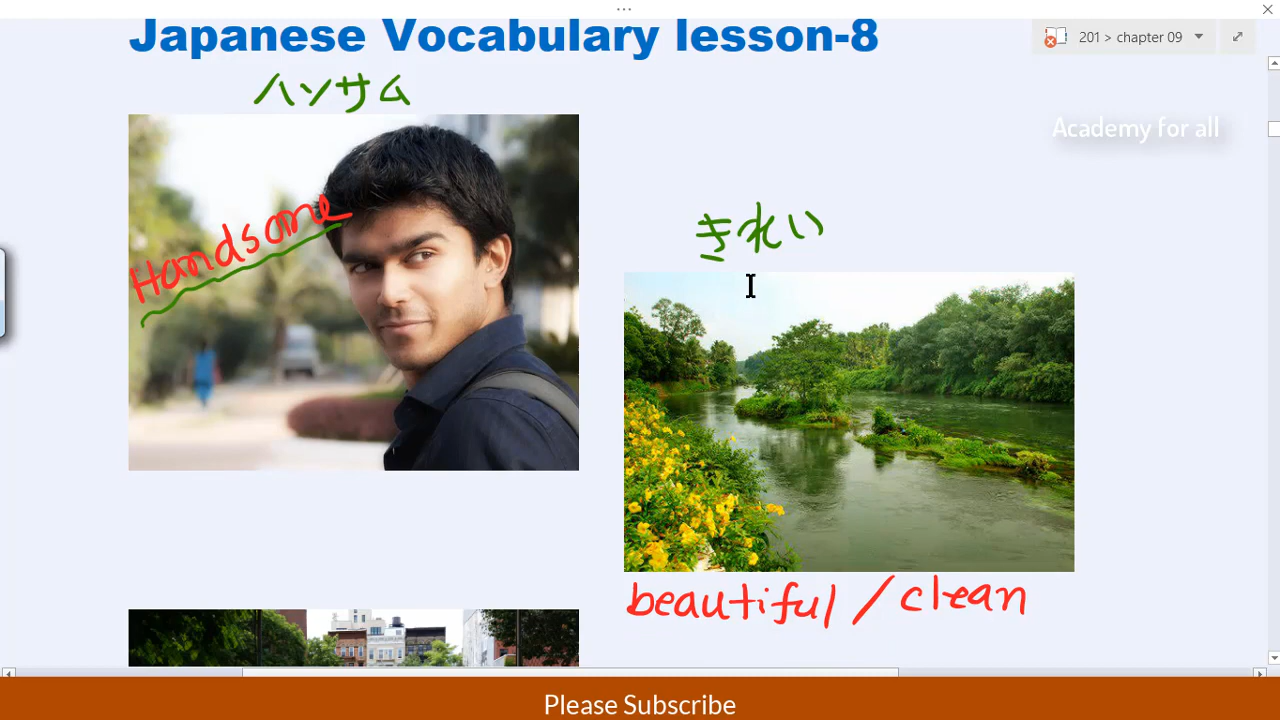 Japanese Vocabulary lesson-8
201 > chapter 09
ハンサム
Academy for all
Handsome
きれい
beautiful / clean
Please Subscribe